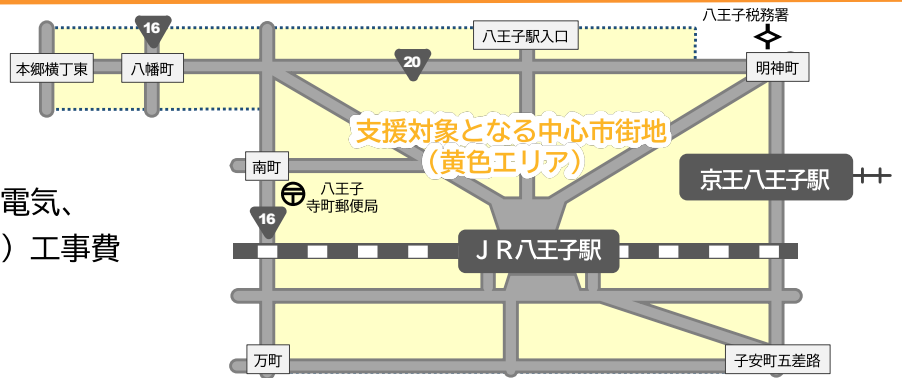 八王子税務署
16
八王子駅入口
本郷横丁東
八幡町
20
明神町
支援対象となる中心市街地
（黄色エリア）
南町
京王八王子駅
電気、
八王子
寺町郵便局
16
）工事費
ＪＲ八王子駅
万町
子安町五差路